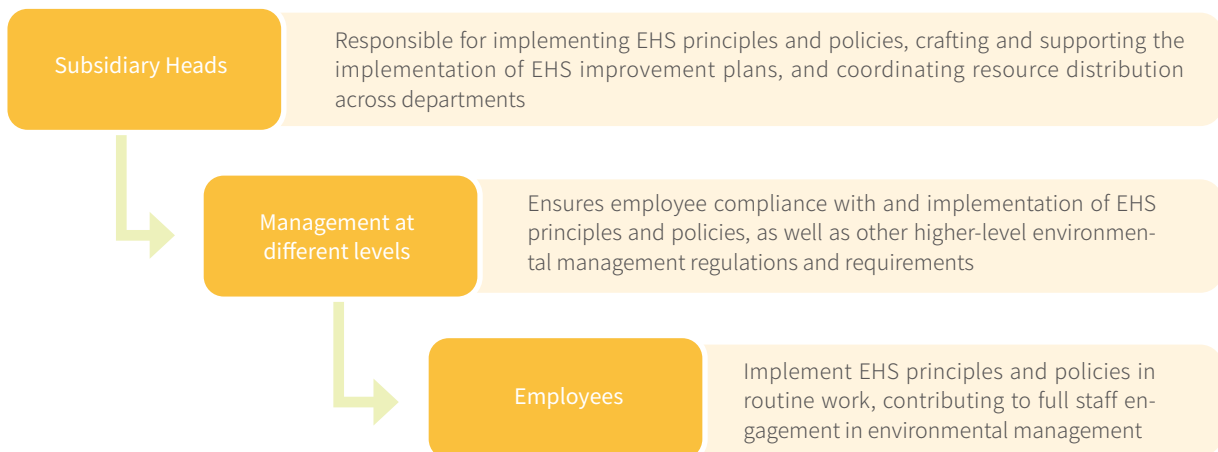 Subsidiary Heads
Responsible for implementing EHS principles and policies, crafting and supporting the
implementation of EHS improvement plans, and coordinating resource distribution
across departments
Management at
different levels
Ensures employee compliance with and implementation of EHS
principles and policies, as well as other higher-level environmen-
tal management regulations and requirements
Employees
Implement EHS principles and policies in
routine work, contributing to full staff en-
gagement in environmental management